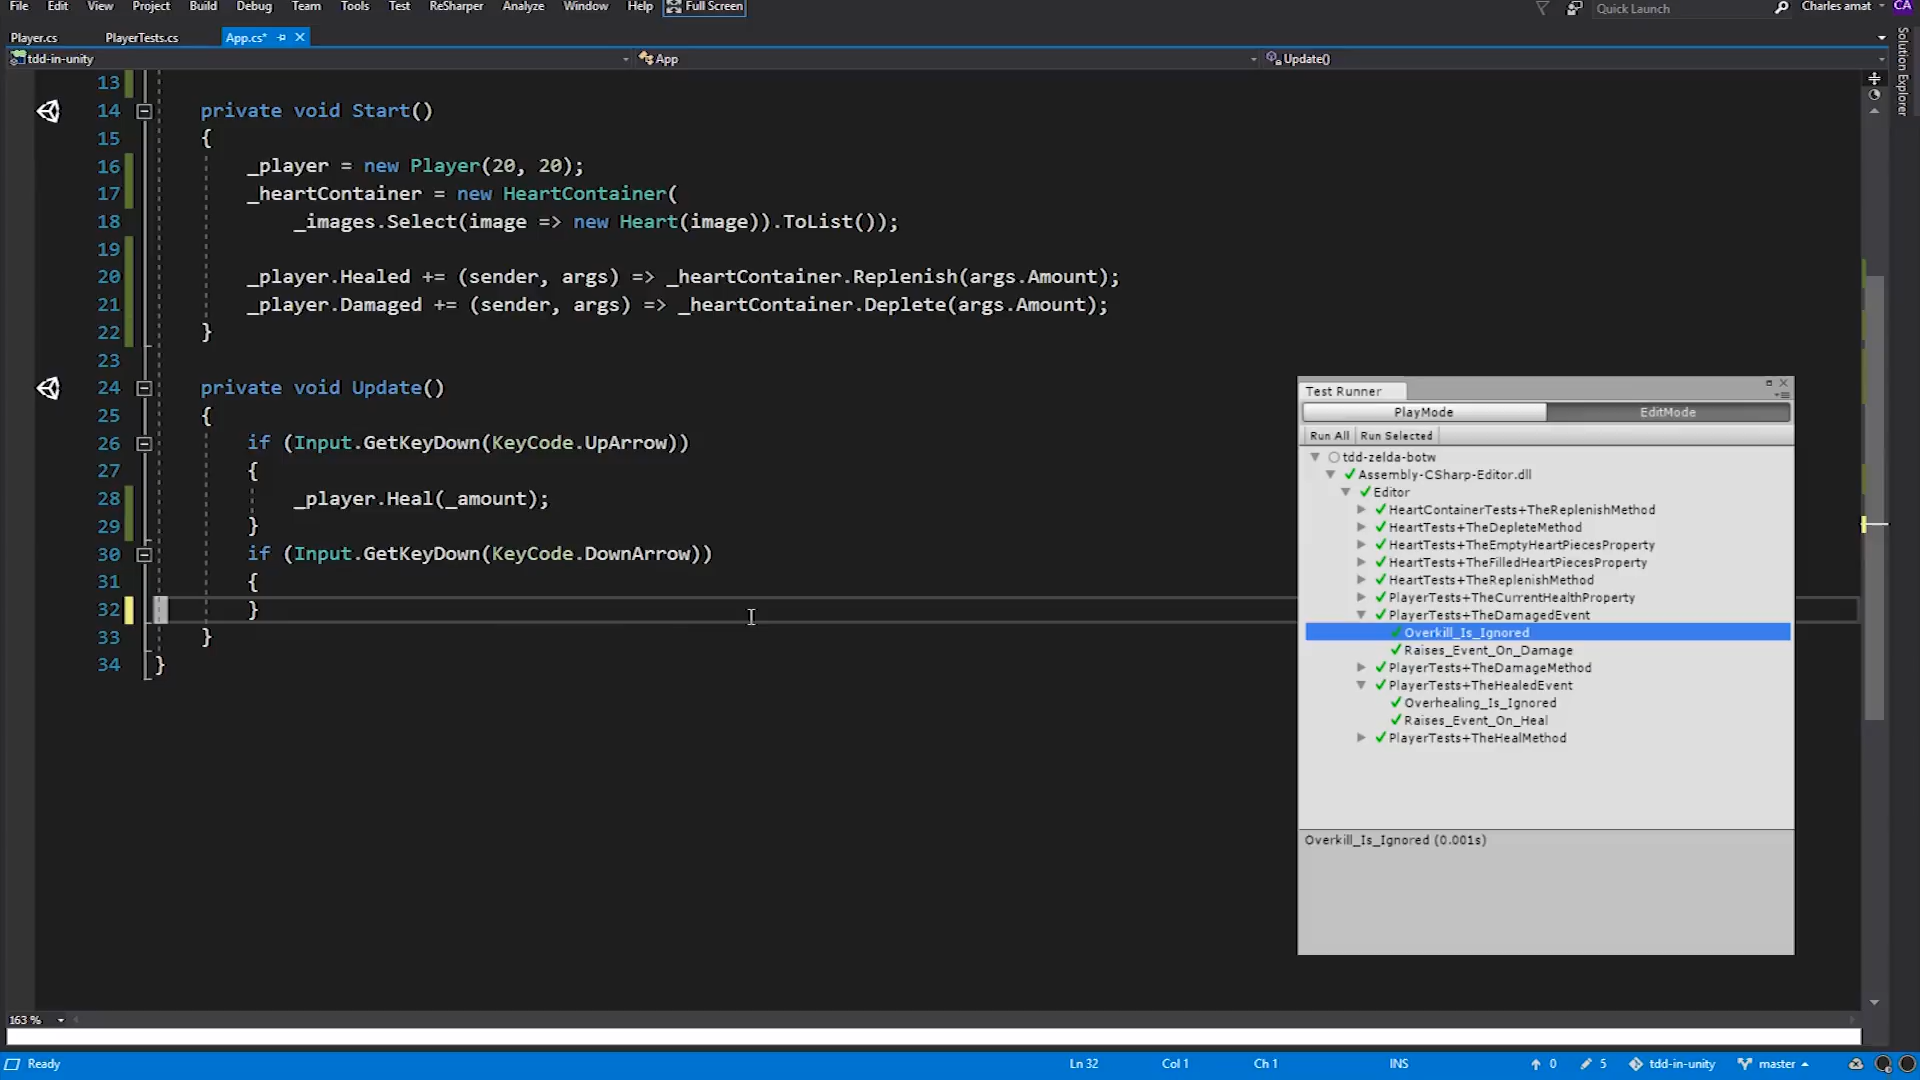 File Edit View Project Build Debug Team Tools Test ReSharper Analyze Window Help Full Screen Quick Launch Charles amat CA
Player.cs PlayerTests.cs App.cs*
tdd-in-unity App Update()
Solution Explorer
13
14 private void Start()
15 {
16 _player = new Player(20, 20);
17 _heartContainer = new HeartContainer(
18 _images.Select(image => new Heart(image)).ToList());
19
20 _player.Healed += (sender, args) => _heartContainer.Replenish(args.Amount);
21 _player.Damaged += (sender, args) => _heartContainer.Deplete(args.Amount);
22 }
23
24 private void Update()
25 {
26 if (Input.GetKeyDown(KeyCode.UpArrow))
27 {
28 _player.Heal(_amount);
29 }
30 if (Input.GetKeyDown(KeyCode.DownArrow))
31 {
32 }
33 }
34 }
Test Runner
PlayMode EditMode
Run All Run Selected
tdd-zelda-botw
Assembly-CSharp-Editor.dll
Editor
HeartContainerTests+TheReplenishMethod
HeartTests+TheDepleteMethod
HeartTests+TheEmptyHeartPiecesProperty
HeartTests+TheFilledHeartPiecesProperty
HeartTests+TheReplenishMethod
PlayerTests+TheCurrentHealthProperty
PlayerTests+TheDamagedEvent
Overkill_Is_Ignored
Raises_Event_On_Damage
PlayerTests+TheDamageMethod
PlayerTests+TheHealedEvent
Overhealing_Is_Ignored
Raises_Event_On_Heal
PlayerTests+TheHealMethod
Overkill_Is_Ignored (0.001s)
163 %
Ready Ln 32 Col 1 Ch 1 INS 0 5 tdd-in-unity master